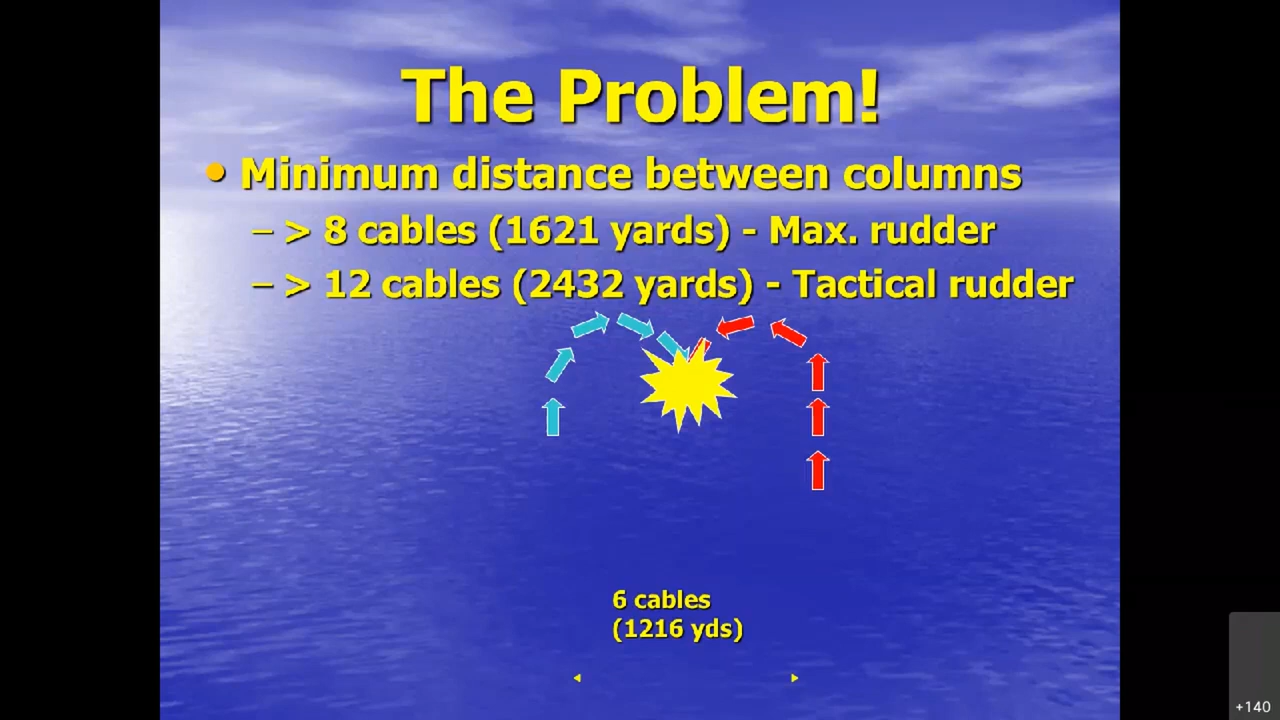 The Problem!
• Minimum distance between columns
– > 8 cables (1621 yards) - Max. rudder
– > 12 cables (2432 yards) - Tactical rudder
6 cables
(1216 yds)
+140